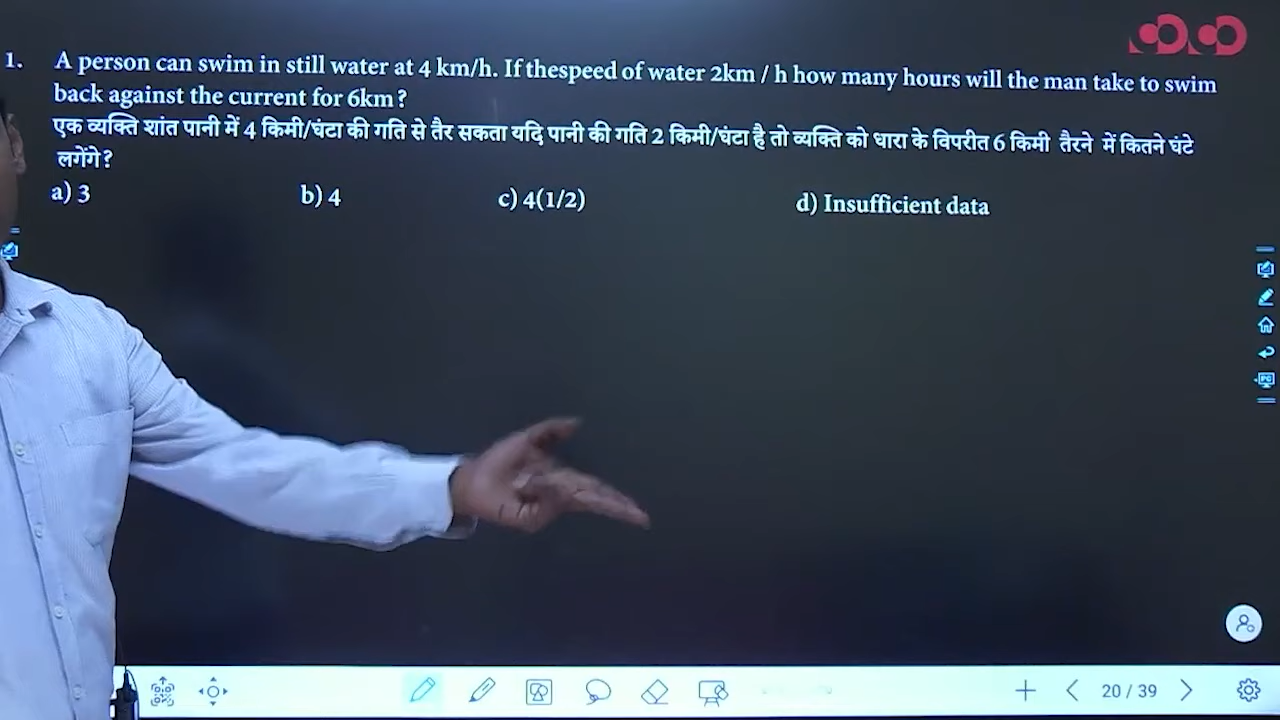 1. A person can swim in still water at 4 km/h. If thespeed of water 2km / h how many hours will the man take to swim
back against the current for 6km?
एक व्यक्ति शांत पानी में 4 किमी/घंटा की गति से तैर सकता यदि पानी की गति 2 किमी/घंटा है तो व्यक्ति को धारा के विपरीत 6 किमी तैरने में कितने घंटे
लगेंगे?
a) 3 b) 4 c) 4(1/2) d) Insufficient data
PC
20 / 39